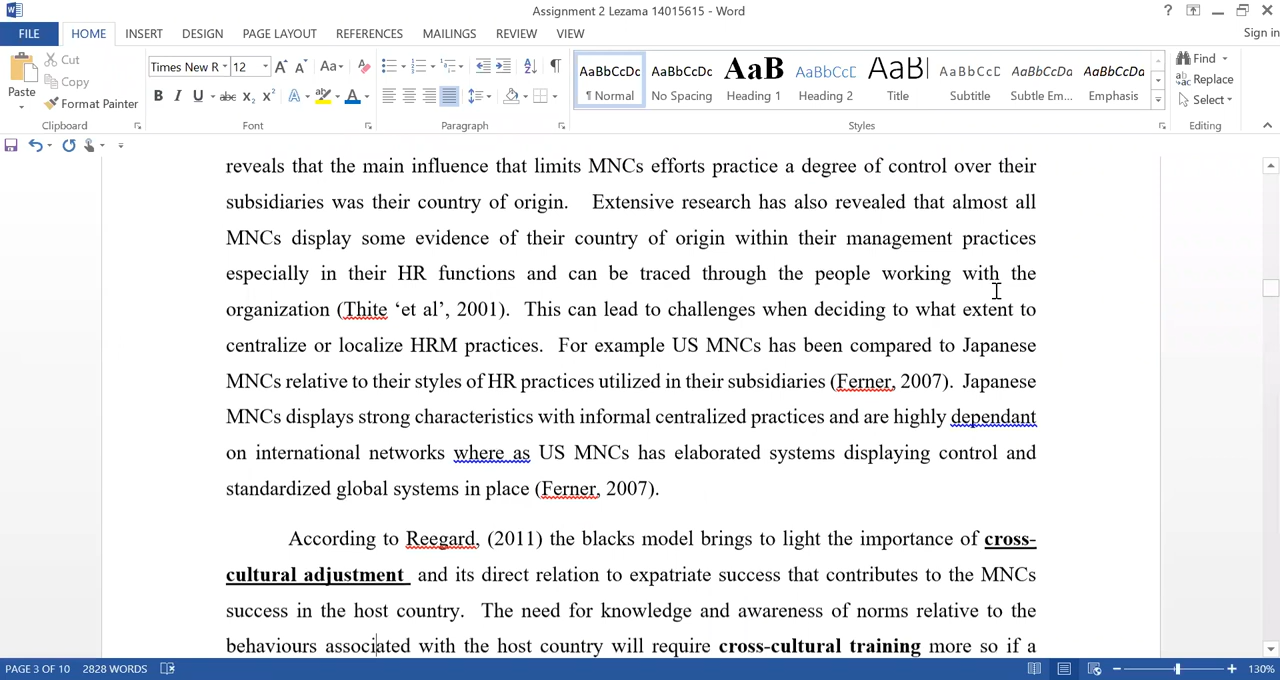 Assignment 2 Lezama 14015615 - Word
?
Sign in
FILE HOME INSERT DESIGN PAGE LAYOUT REFERENCES MAILINGS REVIEW VIEW
Paste
Cut
Copy
Format Painter
Clipboard
Times New R 12
Aa
B I U abc X₂ X²
Font
Paragraph
AaBbCcDc AaBbCcDc AaB AaBbCcD AaB AaBbCcD AaBbCcDa AaBbCcDa
¶ Normal No Spacing Heading 1 Heading 2 Title Subtitle Subtle Em... Emphasis
Styles
Find
Replace
Select
Editing
reveals that the main influence that limits MNCs efforts practice a degree of control over their
subsidiaries was their country of origin. Extensive research has also revealed that almost all
MNCs display some evidence of their country of origin within their management practices
especially in their HR functions and can be traced through the people working with the
organization (Thite ‘et al’, 2001). This can lead to challenges when deciding to what extent to
centralize or localize HRM practices. For example US MNCs has been compared to Japanese
MNCs relative to their styles of HR practices utilized in their subsidiaries (Ferner, 2007). Japanese
MNCs displays strong characteristics with informal centralized practices and are highly dependant
on international networks where as US MNCs has elaborated systems displaying control and
standardized global systems in place (Ferner, 2007).
According to Reegard, (2011) the blacks model brings to light the importance of cross-
cultural adjustment and its direct relation to expatriate success that contributes to the MNCs
success in the host country. The need for knowledge and awareness of norms relative to the
behaviours associated with the host country will require cross-cultural training more so if a
PAGE 3 OF 10 2828 WORDS
130%